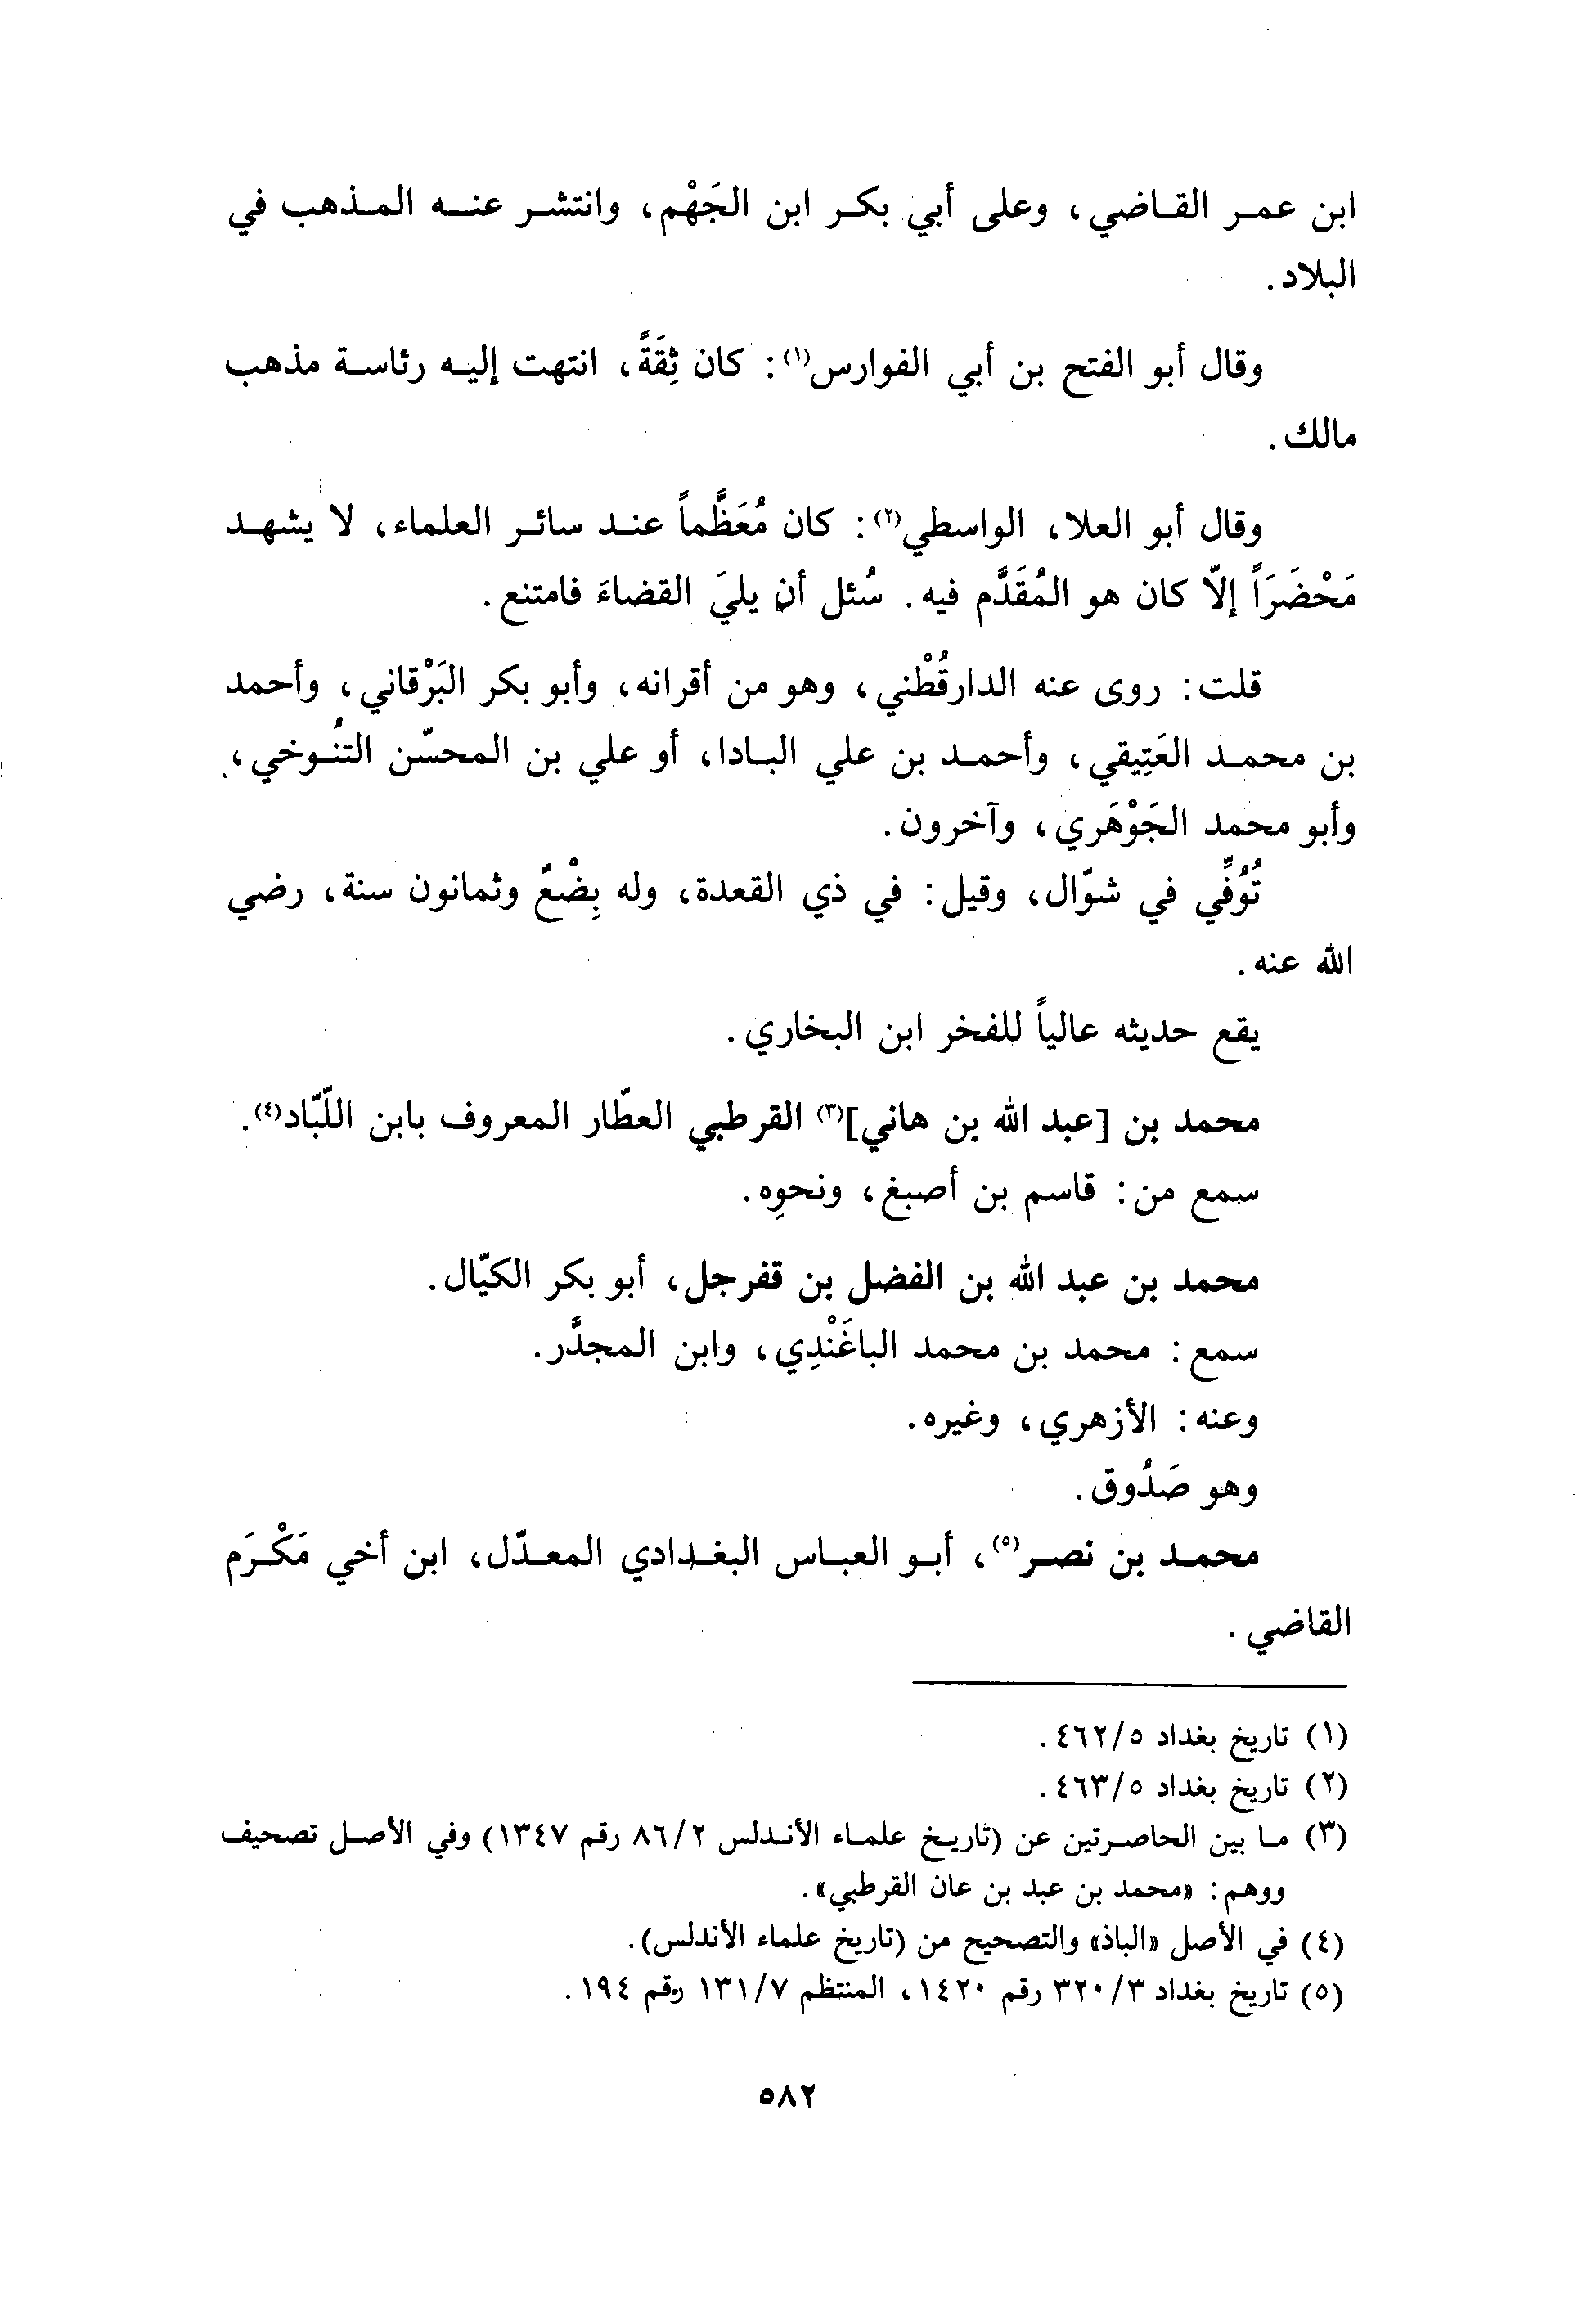 ابن عمر القاضي، وعلى أبي بكر ابن الجَهْم، وانتشر عنه المذهب في
البلاد.
وقال أبو الفتح بن أبي الفوارس(١): كان ثِقَةً، انتهت إليه رئاسة مذهب
مالك.
وقال أبو العلا، الواسطي(٢): كان مُعَظَّماً عند سائر العلماء، لا يشهد
مَحْضَرَاً إلاّ كان هو المُقَدَّم فيه. سُئل أن يليَ القضاءَ فامتنع.
قلت: روى عنه الدارقُطْني، وهو من أقرانه، وأبو بكر البَرْقاني، وأحمد
بن محمد العَتِيقي، وأحمد بن علي البادا، أو علي بن المحسّن التنُوخي،
وأبو محمد الجَوْهَري، وآخرون.
تُوُفِّي في شوّال، وقيل: في ذي القعدة، وله بِضْعٌ وثمانون سنة، رضي
الله عنه.
يقع حديثه عالياً للفخر ابن البخاري.
محمد بن [عبد الله بن هاني](٣) القرطبي العطّار المعروف بابن اللّبّاد(٤).
سمع من: قاسم بن أصبغ، ونحوِه.
محمد بن عبد الله بن الفضل بن قفرجل، أبو بكر الكيّال.
سمع: محمد بن محمد الباغَنْدِي، وابن المجدَّر.
وعنه: الأزهري، وغيره.
وهو صَدُوق.
محمد بن نصر(٥)، أبو العباس البغدادي المعدّل، ابن أخي مَكْرَم
القاضي.
(١) تاريخ بغداد ٤٦٢/٥.
(٢) تاريخ بغداد ٤٦٣/٥.
(٣) ما بين الحاصرتين عن (تاريخ علماء الأندلس ٨٦/٢ رقم ١٣٤٧) وفي الأصل تصحيف
ووهم: «محمد بن عبد بن عان القرطبي».
(٤) في الأصل «الباذ» والتصحيح من (تاريخ علماء الأندلس).
(٥) تاريخ بغداد ٣٢٠/٣ رقم ١٤٢٠، المنتظم ١٣١/٧ رقم ١٩٤.
٥٨٢